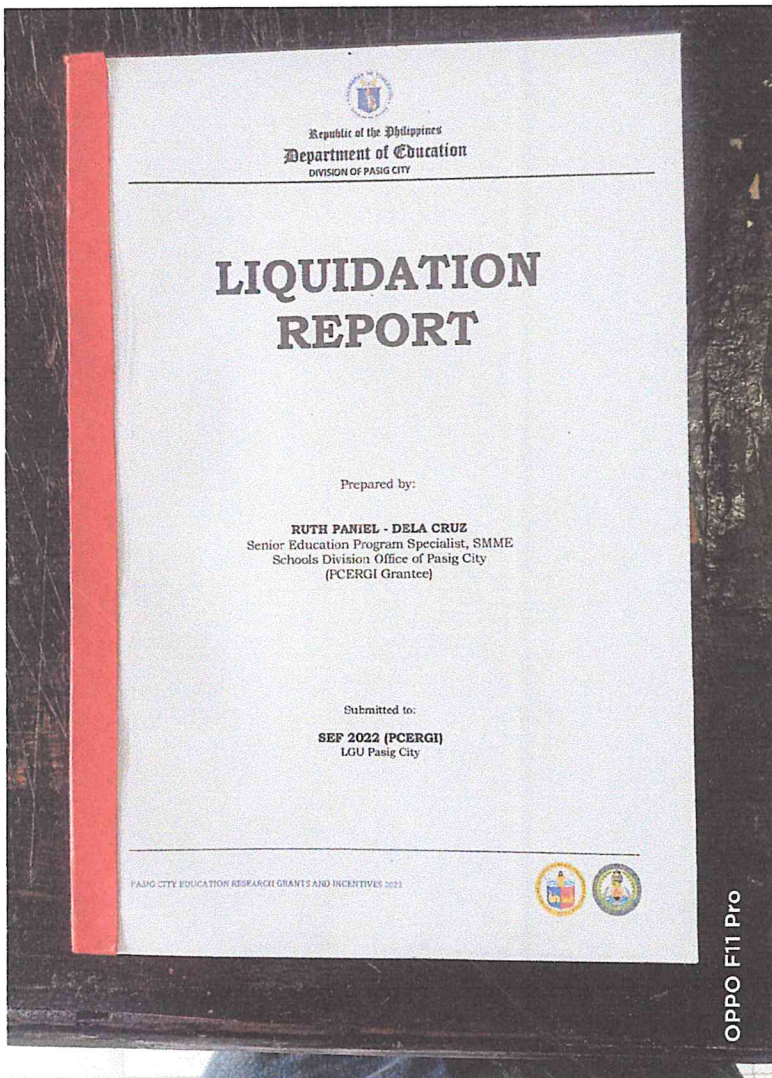 Republic of the Philippines
Department of Education
DIVISION OF PASIG CITY
LIQUIDATION
REPORT
Prepared by:
RUTH PANIEL - DELA CRUZ
Senior Education Program Specialist, SMME
Schools Division Office of Pasig City
(PCERGI Grantee)
Submitted to:
SEF 2022 (PCERGI)
LGU Pasig City
PASIG CITY EDUCATION RESEARCH GRANTS AND INCENTIVES
OPPO F11 Pro